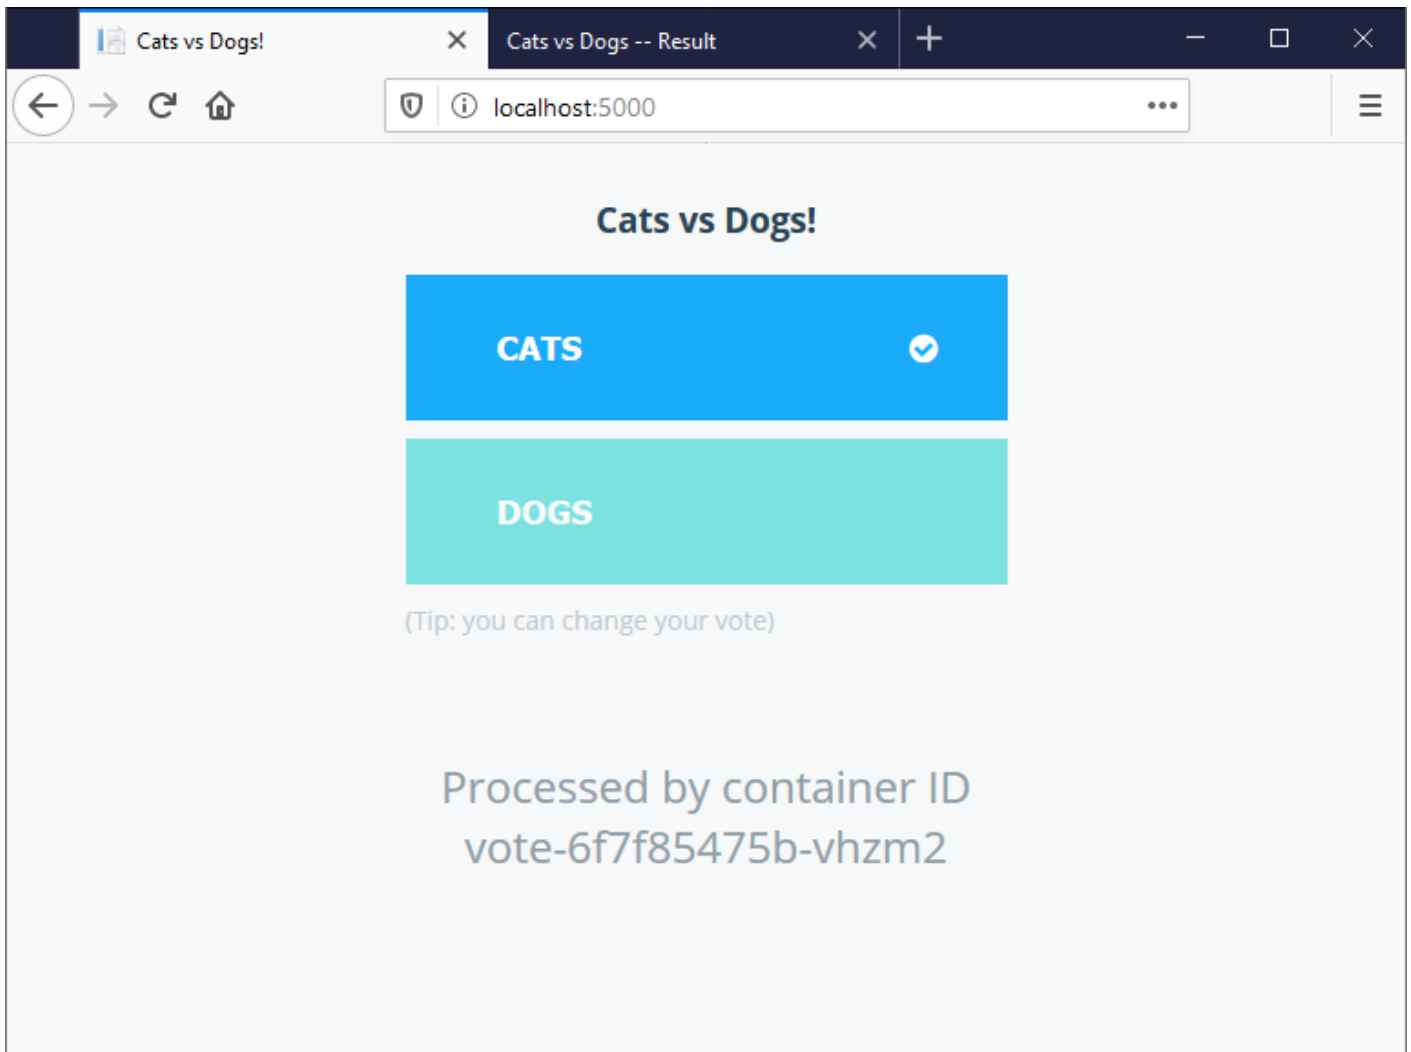 Cats vs Dogs!
Cats vs Dogs -- Result
localhost:5000
Cats vs Dogs!
CATS
DOGS
(Tip: you can change your vote)
Processed by container ID
vote-6f7f85475b-vhzm2